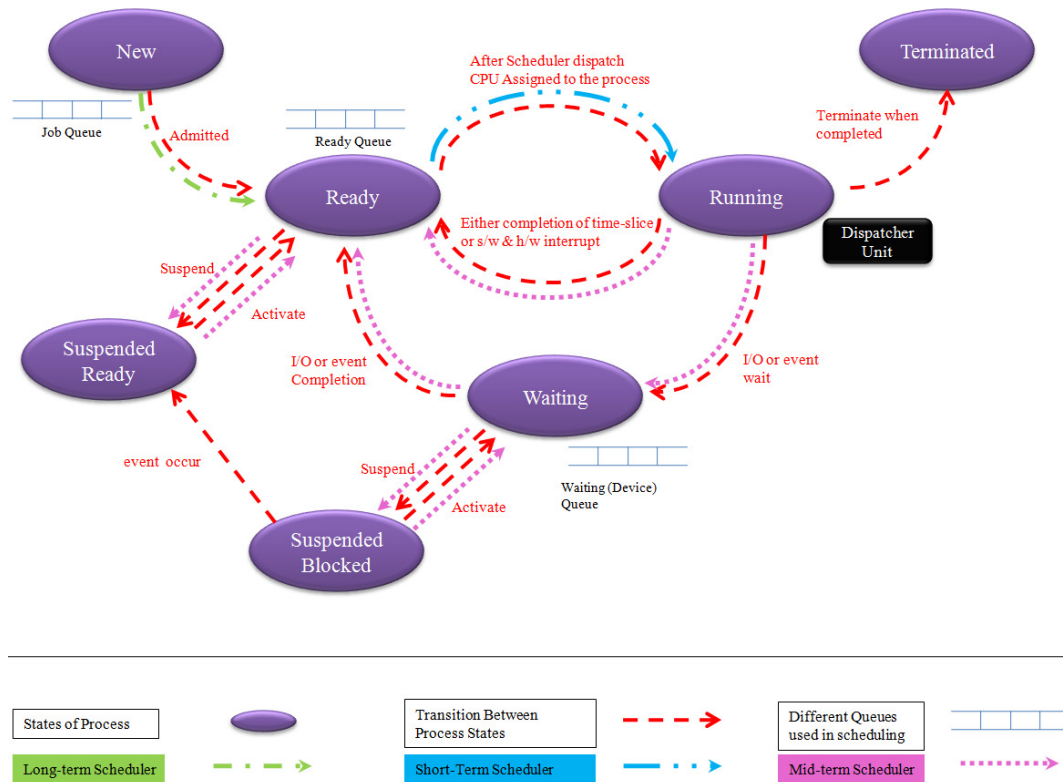 New
Terminated
After Scheduler dispatch
CPU Assigned to the process
Job Queue
Admitted
Ready Queue
Terminate when
completed
Ready
Running
Either completion of time-slice
or s/w & h/w interrupt
Dispatcher
Unit
Suspend
Activate
Suspended
Ready
I/O or event
Completion
Waiting
I/O or event
wait
event occur
Suspend
Activate
Waiting (Device)
Queue
Suspended
Blocked
States of Process
Transition Between
Process States
Different Queues
used in scheduling
Long-term Scheduler
Short-Term Scheduler
Mid-term Scheduler